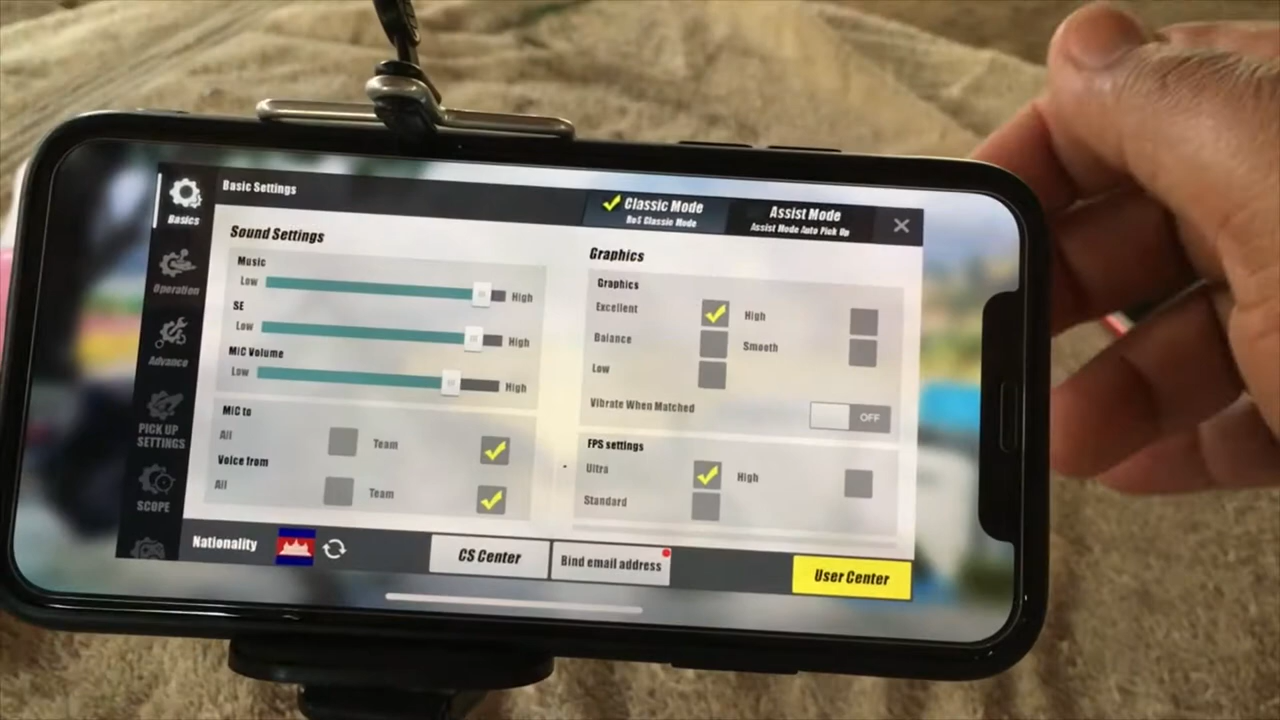 Basics
Operation
Advance
PICK UP
SETTINGS
SCOPE
Basic Settings
Classic Mode
RoS Classic Mode
Assist Mode
Assist Mode Auto Pick Up
Sound Settings
Music
Low High
SE
Low High
MIC Volume
Low High
MIC to
All Team
Voice from
All Team
Graphics
Graphics
Excellent High
Balance Smooth
Low
Vibrate When Matched OFF
FPS settings
Ultra High
Standard
Nationality
CS Center
Bind email address
User Center